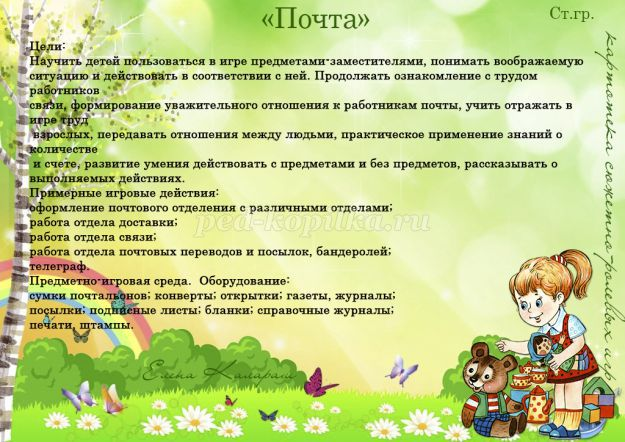 «Почта»
Ст.гр.
Цели:
Научить детей пользоваться в игре предметами-заместителями, понимать воображаемую
ситуацию и действовать в соответствии с ней. Продолжать ознакомление с трудом
работников
связи, формирование уважительного отношения к работникам почты, учить отражать в
игре труд
взрослых, передавать отношения между людьми, практическое применение знаний о
количестве
и счете, развитие умения действовать с предметами и без предметов, рассказывать о
выполняемых действиях.
Примерные игровые действия:
оформление почтового отделения с различными отделами;
ped-kopilka.ru
работа отдела доставки;
работа отдела связи;
работа отдела почтовых переводов и посылок, бандеролей;
телеграф.
Предметно-игровая среда. Оборудование:
сумки почтальонов; конверты; открытки; газеты, журналы;
посылки; подписные листы; бланки; справочные журналы;
печати, штампы.
Елена
картотека сюжетно-ролевых игр